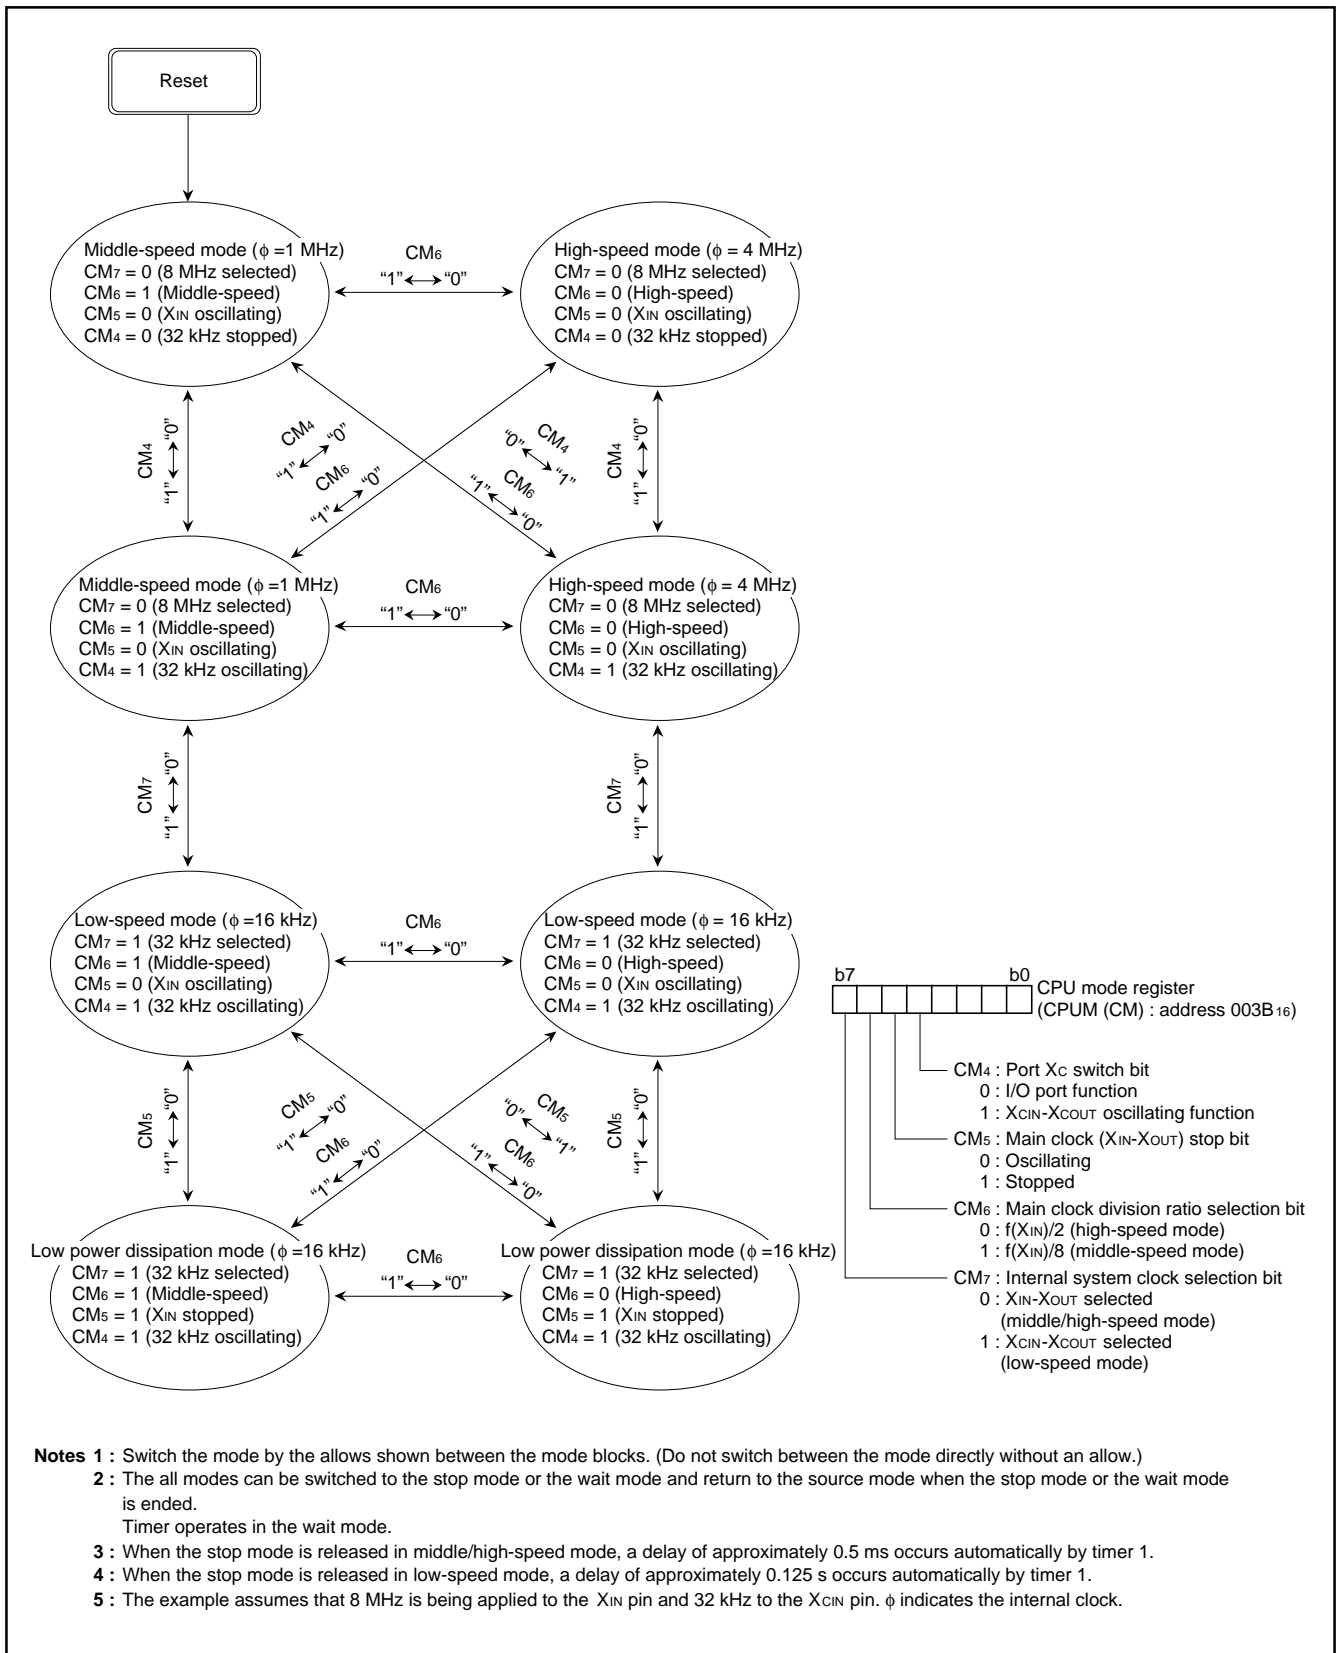 Reset
Middle-speed mode (ϕ =1 MHz)
CM7 = 0 (8 MHz selected)
CM6 = 1 (Middle-speed)
CM5 = 0 (XIN oscillating)
CM4 = 0 (32 kHz stopped)
CM6
“1”↔“0”
High-speed mode (ϕ = 4 MHz)
CM7 = 0 (8 MHz selected)
CM6 = 0 (High-speed)
CM5 = 0 (XIN oscillating)
CM4 = 0 (32 kHz stopped)
CM4
“1”↔“0”
CM4
“1”↔“0”
CM6
“1”↔“0”
CM4
“0”↔“1”
CM6
“1”↔“0”
CM4
“1”↔“0”
Middle-speed mode (ϕ =1 MHz)
CM7 = 0 (8 MHz selected)
CM6 = 1 (Middle-speed)
CM5 = 0 (XIN oscillating)
CM4 = 1 (32 kHz oscillating)
CM6
“1”↔“0”
High-speed mode (ϕ = 4 MHz)
CM7 = 0 (8 MHz selected)
CM6 = 0 (High-speed)
CM5 = 0 (XIN oscillating)
CM4 = 1 (32 kHz oscillating)
CM7
“1”↔“0”
CM7
“1”↔“0”
Low-speed mode (ϕ =16 kHz)
CM7 = 1 (32 kHz selected)
CM6 = 1 (Middle-speed)
CM5 = 0 (XIN oscillating)
CM4 = 1 (32 kHz oscillating)
CM6
“1”↔“0”
Low-speed mode (ϕ = 16 kHz)
CM7 = 1 (32 kHz selected)
CM6 = 0 (High-speed)
CM5 = 0 (XIN oscillating)
CM4 = 1 (32 kHz oscillating)
CM5
“1”↔“0”
CM5
“1”↔“0”
CM6
“1”↔“0”
CM5
“0”↔“1”
CM6
“1”↔“0”
CM5
“1”↔“0”
Low power dissipation mode (ϕ =16 kHz)
CM7 = 1 (32 kHz selected)
CM6 = 1 (Middle-speed)
CM5 = 1 (XIN stopped)
CM4 = 1 (32 kHz oscillating)
CM6
“1”↔“0”
Low power dissipation mode (ϕ =16 kHz)
CM7 = 1 (32 kHz selected)
CM6 = 0 (High-speed)
CM5 = 1 (XIN stopped)
CM4 = 1 (32 kHz oscillating)
b7 b0
CPU mode register
(CPUM (CM) : address 003B16)
CM4 : Port XC switch bit
0 : I/O port function
1 : XCIN-XCOUT oscillating function
CM5 : Main clock (XIN-XOUT) stop bit
0 : Oscillating
1 : Stopped
CM6 : Main clock division ratio selection bit
0 : f(XIN)/2 (high-speed mode)
1 : f(XIN)/8 (middle-speed mode)
CM7 : Internal system clock selection bit
0 : XIN-XOUT selected
(middle/high-speed mode)
1 : XCIN-XCOUT selected
(low-speed mode)
Notes 1 : Switch the mode by the allows shown between the mode blocks. (Do not switch between the mode directly without an allow.)
2 : The all modes can be switched to the stop mode or the wait mode and return to the source mode when the stop mode or the wait mode
is ended.
Timer operates in the wait mode.
3 : When the stop mode is released in middle/high-speed mode, a delay of approximately 0.5 ms occurs automatically by timer 1.
4 : When the stop mode is released in low-speed mode, a delay of approximately 0.125 s occurs automatically by timer 1.
5 : The example assumes that 8 MHz is being applied to the XIN pin and 32 kHz to the XCIN pin. ϕ indicates the internal clock.